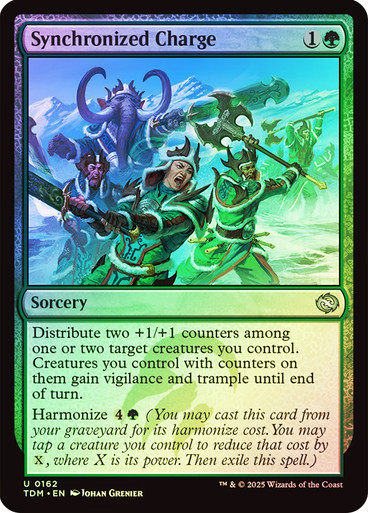 Synchronized Charge 1
Sorcery
Distribute two +1/+1 counters among
one or two target creatures you control.
Creatures you control with counters on
them gain vigilance and trample until end
of turn.
Harmonize 4 (You may cast this card from
your graveyard for its harmonize cost. You may
tap a creature you control to reduce that cost by
X, where X is its power. Then exile this spell.)
U 0162
TDM • EN Johan Grenier
™ & © 2025 Wizards of the Coast